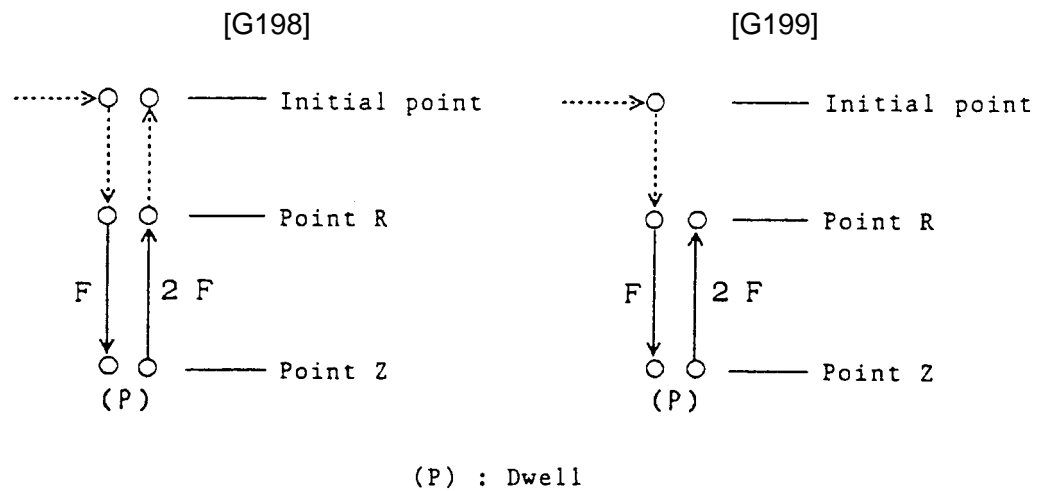 [G198]
[G199]
Initial point
Point R
F
2 F
Point Z
(P)
Initial point
Point R
F
2 F
Point Z
(P)
(P) : Dwell